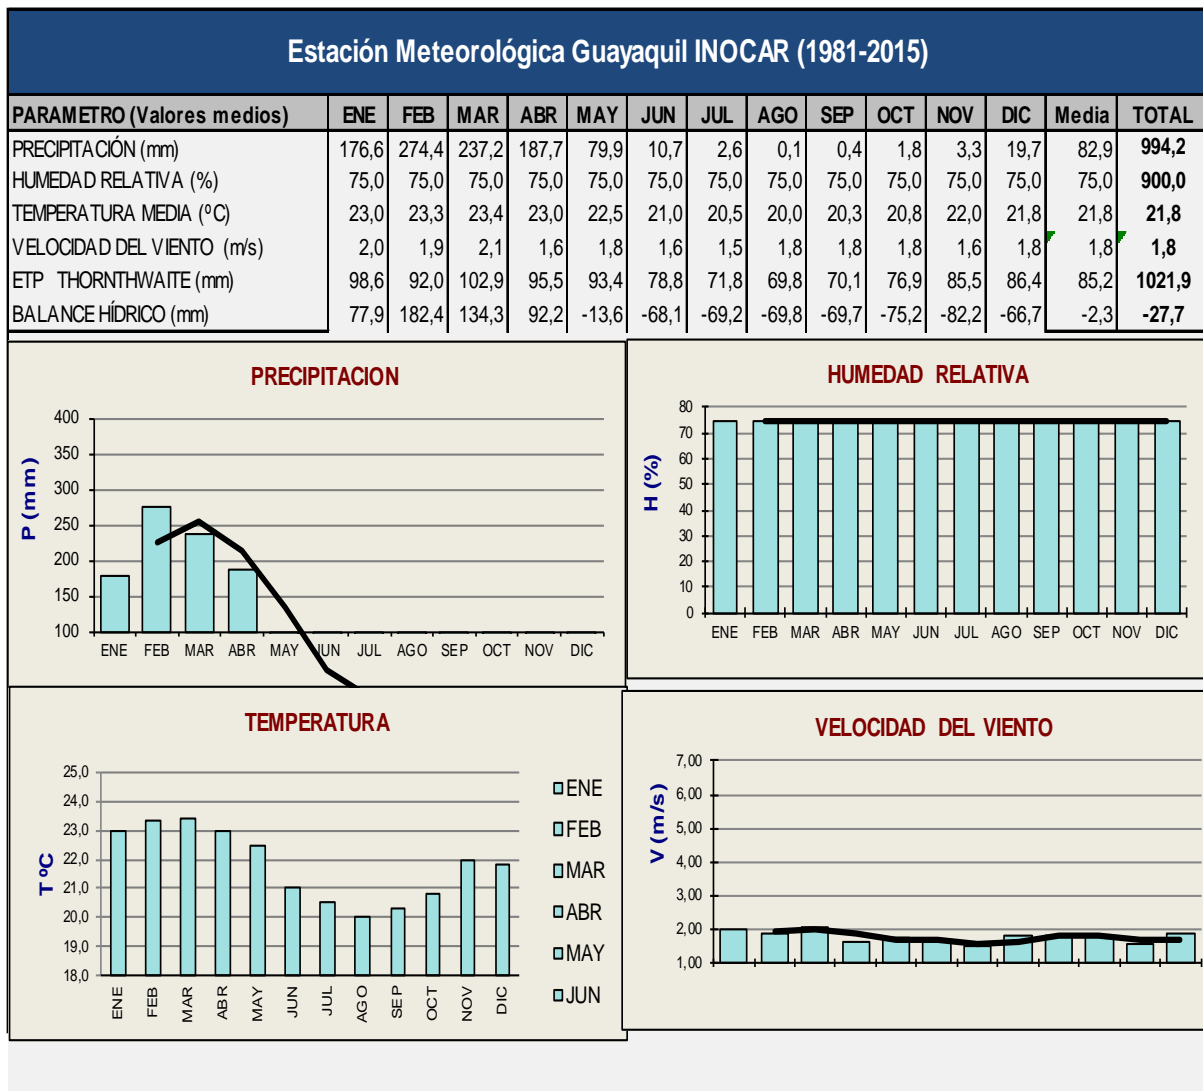 Estación Meteorológica Guayaquil INOCAR (1981-2015)
PARAMETRO (Valores medios) ENE FEB MAR ABR MAY JUN JUL AGO SEP OCT NOV DIC Media TOTAL
PRECIPITACIÓN (mm) 176,6 274,4 237,2 187,7 79,9 10,7 2,6 0,1 0,4 1,8 3,3 19,7 82,9 994,2
HUMEDAD RELATIVA (%) 75,0 75,0 75,0 75,0 75,0 75,0 75,0 75,0 75,0 75,0 75,0 75,0 75,0 900,0
TEMPERATURA MEDIA (ºC) 23,0 23,3 23,4 23,0 22,5 21,0 20,5 20,0 20,3 20,8 22,0 21,8 21,8 21,8
VELOCIDAD DEL VIENTO (m/s) 2,0 1,9 2,1 1,6 1,8 1,6 1,5 1,8 1,8 1,8 1,6 1,8 1,8 1,8
ETP THORNTHWAITE (mm) 98,6 92,0 102,9 95,5 93,4 78,8 71,8 69,8 70,1 76,9 85,5 86,4 85,2 1021,9
BALANCE HÍDRICO (mm) 77,9 182,4 134,3 92,2 -13,6 -68,1 -69,2 -69,8 -69,7 -75,2 -82,2 -66,7 -2,3 -27,7
PRECIPITACION
P (mm)
400
350
300
250
200
150
100
ENE FEB MAR ABR MAY JUN JUL AGO SEP OCT NOV DIC
HUMEDAD RELATIVA
H (%)
80
70
60
50
40
30
20
10
0
ENE FEB MAR ABR MAY JUN JUL AGO SEP OCT NOV DIC
TEMPERATURA
T ºC
25,0
24,0
23,0
22,0
21,0
20,0
19,0
18,0
ENE FEB MAR ABR MAY JUN JUL AGO SEP OCT NOV DIC
ENE
FEB
MAR
ABR
MAY
JUN
VELOCIDAD DEL VIENTO
V (m/s)
7,00
6,00
5,00
4,00
3,00
2,00
1,00